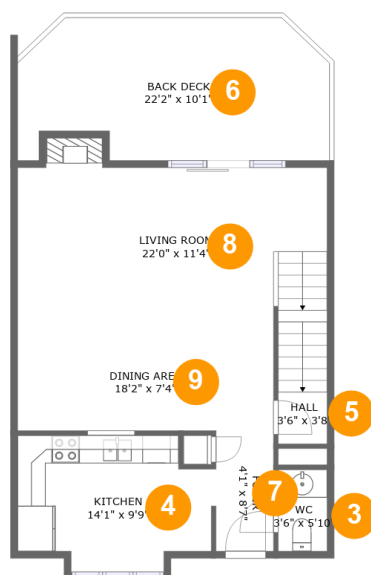 BACK DECK
22'2" x 10'1"
6
LIVING ROOM
22'0" x 11'4"
8
DINING AREA
18'2" x 7'4"
9
HALL
3'6" x 3'8"
5
KITCHEN
14'1" x 9'9"
4
4'1" x 8'7"
7
WC
3'6" x 5'10"
3